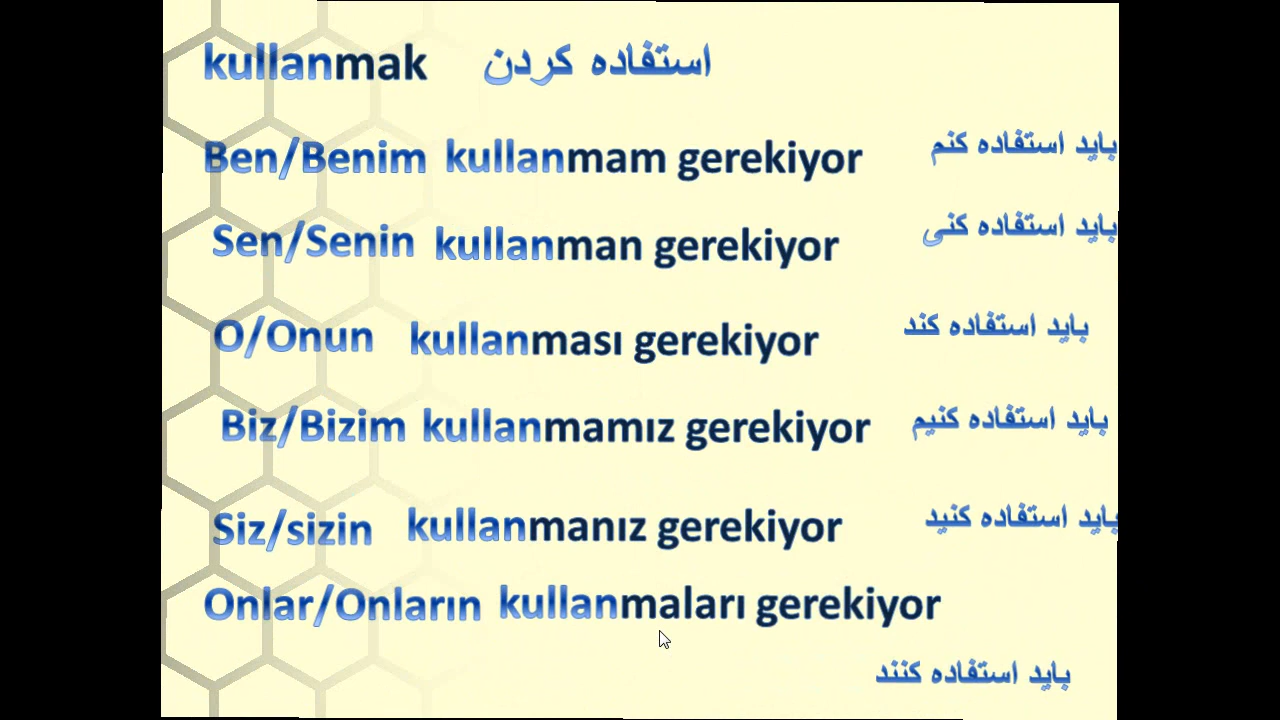 kullanmak استفاده کردن
Ben/Benim kullanmam gerekiyor باید استفاده کنم
Sen/Senin kullanman gerekiyor باید استفاده کنی
O/Onun kullanması gerekiyor باید استفاده کند
Biz/Bizim kullanmamız gerekiyor باید استفاده کنیم
Siz/sizin kullanmanız gerekiyor باید استفاده کنید
Onlar/Onların kullanmaları gerekiyor
باید استفاده کنند